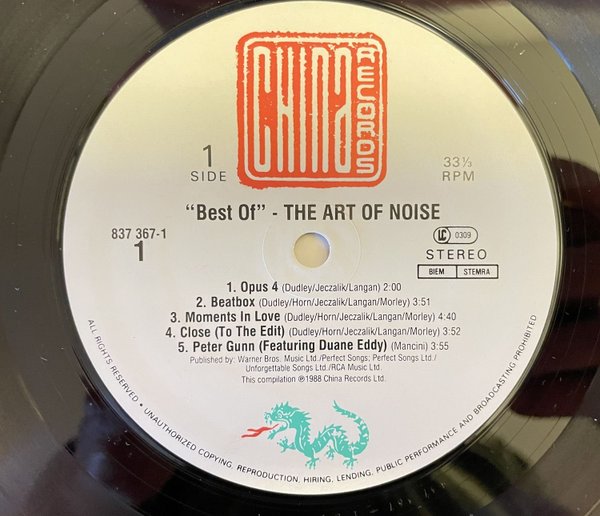 China
RECORDS
1
SIDE
33⅓
RPM
“Best Of” - THE ART OF NOISE
837 367-1
1
LC 0309
STEREO
BIEM STEMRA
1. Opus 4 (Dudley/Jeczalik/Langan) 2:00
2. Beatbox (Dudley/Horn/Jeczalik/Langan/Morley) 3:51
3. Moments In Love (Dudley/Horn/Jeczalik/Langan/Morley) 4:40
4. Close (To The Edit) (Dudley/Horn/Jeczalik/Langan/Morley) 3:52
5. Peter Gunn (Featuring Duane Eddy) (Mancini) 3:55
Published by: Warner Bros. Music Ltd./Perfect Songs; Perfect Songs Ltd./
Unforgettable Songs Ltd./RCA Music Ltd.
This compilation ℗1988 China Records Ltd.
ALL RIGHTS RESERVED • UNAUTHORIZED COPYING, REPRODUCTION, HIRING, LENDING, PUBLIC PERFORMANCE AND BROADCASTING PROHIBITED